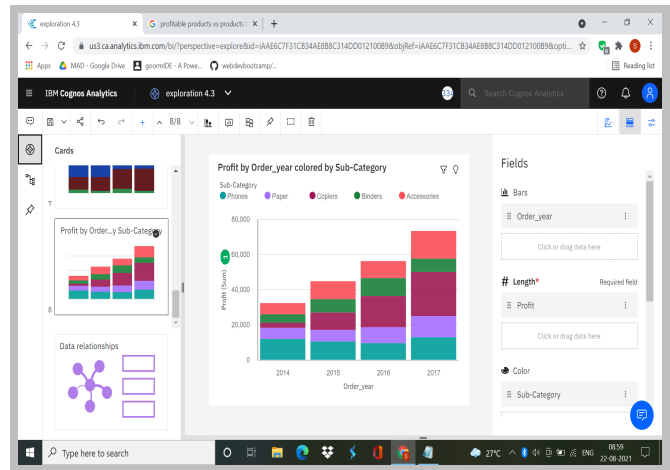 exploration 4.3
profitable products vs products
us3.ca.analytics.ibm.com/bi/?perspective=explore&id=iAAE6C7F31CB34AE8B8C314DD012100B9&objRef=iAAE6C7F31CB34AE8B8C314DD012100B9&opti...
Apps MAD - Google Drive goormIDE - A Powe... webdevbootcamp/... Reading list
IBM Cognos Analytics exploration 4.3 Search Cognos Analytics
8/8
Cards
7
Profit by Order...y Sub-Category
8
Data relationships
Profit by Order_year colored by Sub-Category
Sub-Category
Phones Paper Copiers Binders Accessories
Profit (Sum)
80,000
60,000
40,000
20,000
0
2014 2015 2016 2017
Order_year
Fields
Bars
Order_year
Click or drag data here
Length* Required field
Profit
Click or drag data here
Color
Sub-Category
Type here to search
27°C ENG 08:59
22-08-2021